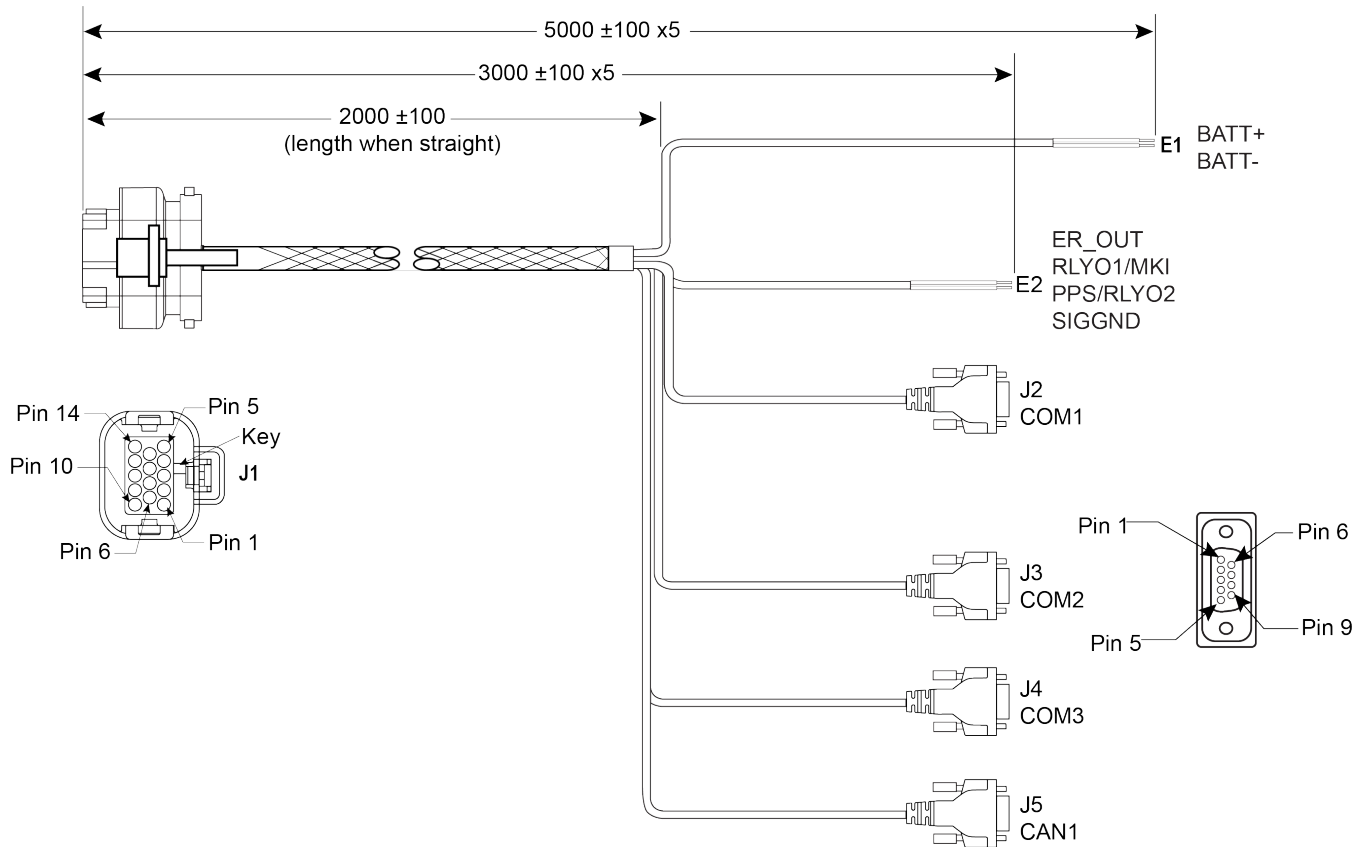 5000 ±100 x5
3000 ±100 x5
2000 ±100
(length when straight)
E1
BATT+
BATT-
E2
ER_OUT
RLYO1/MKI
PPS/RLYO2
SIGGND
J2
COM1
Pin 14
Pin 5
Key
Pin 10
J1
Pin 6
Pin 1
J3
COM2
Pin 1
Pin 6
Pin 5
Pin 9
J4
COM3
J5
CAN1